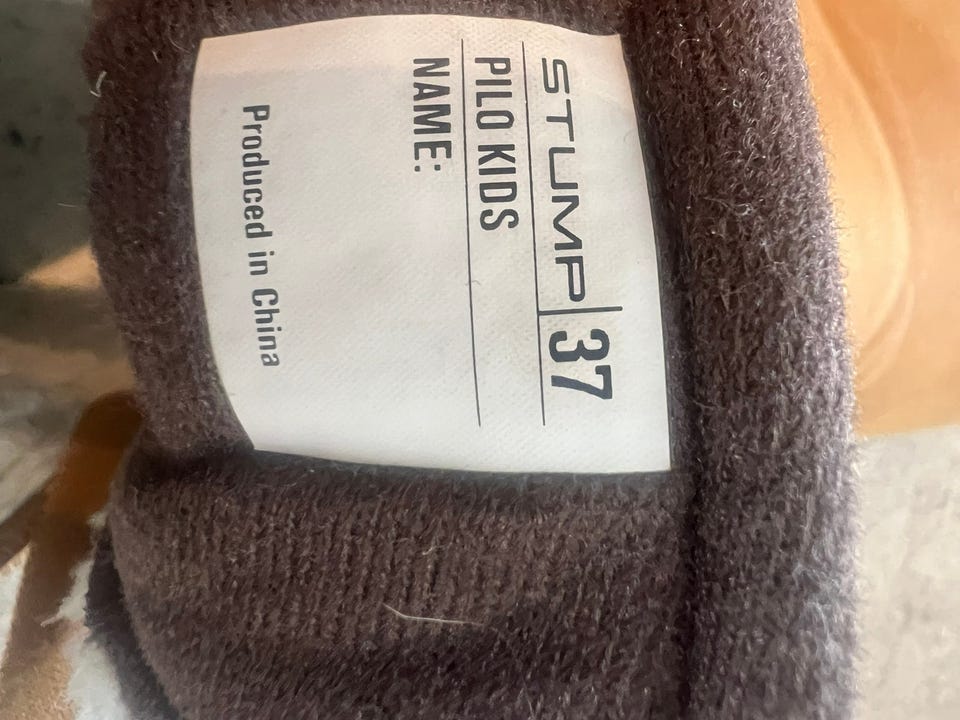 STUMP 37
PILO KIDS
NAME:
Produced in China